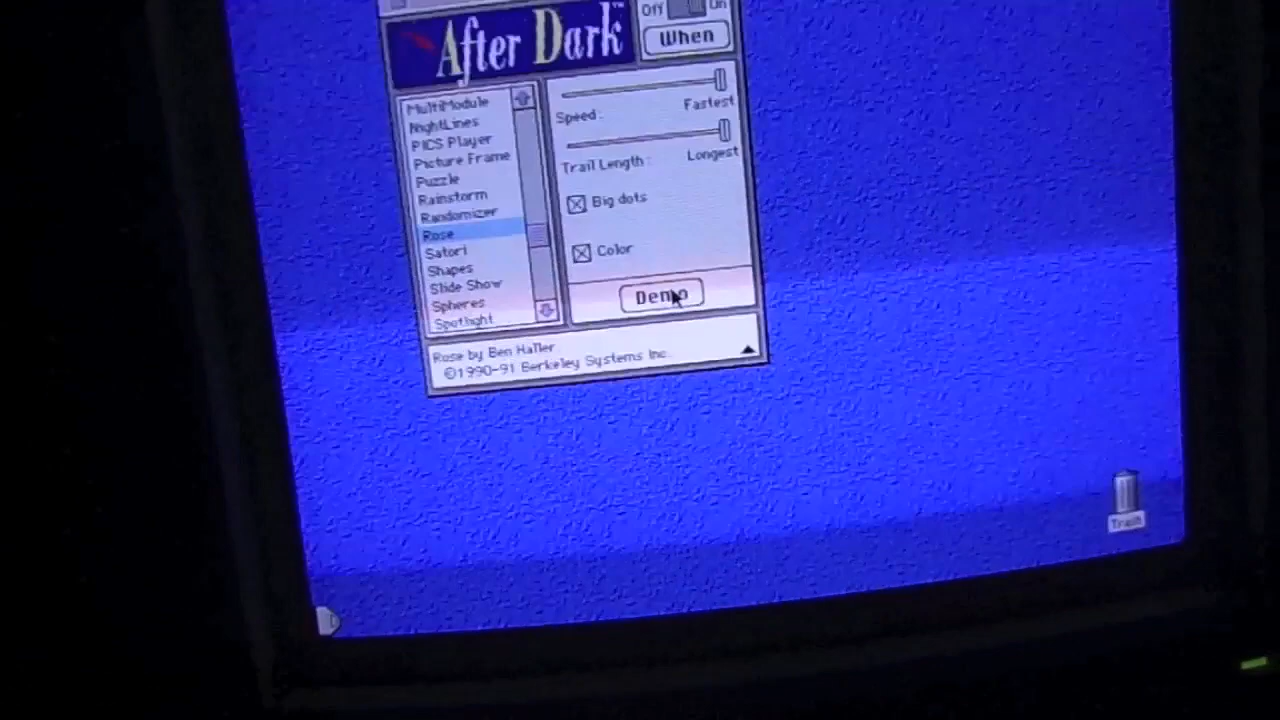 After Dark™
Off On
When
MultiModule
NightLines
PICS Player
Picture Frame
Puzzle
Rainstorm
Randomizer
Rose
Satori
Shapes
Slide Show
Spheres
Spotlight
Speed: Fastest
Trail Length: Longest
Big dots
Color
Demo
Rose by Ben Haller
©1990-91 Berkeley Systems Inc.
Trash